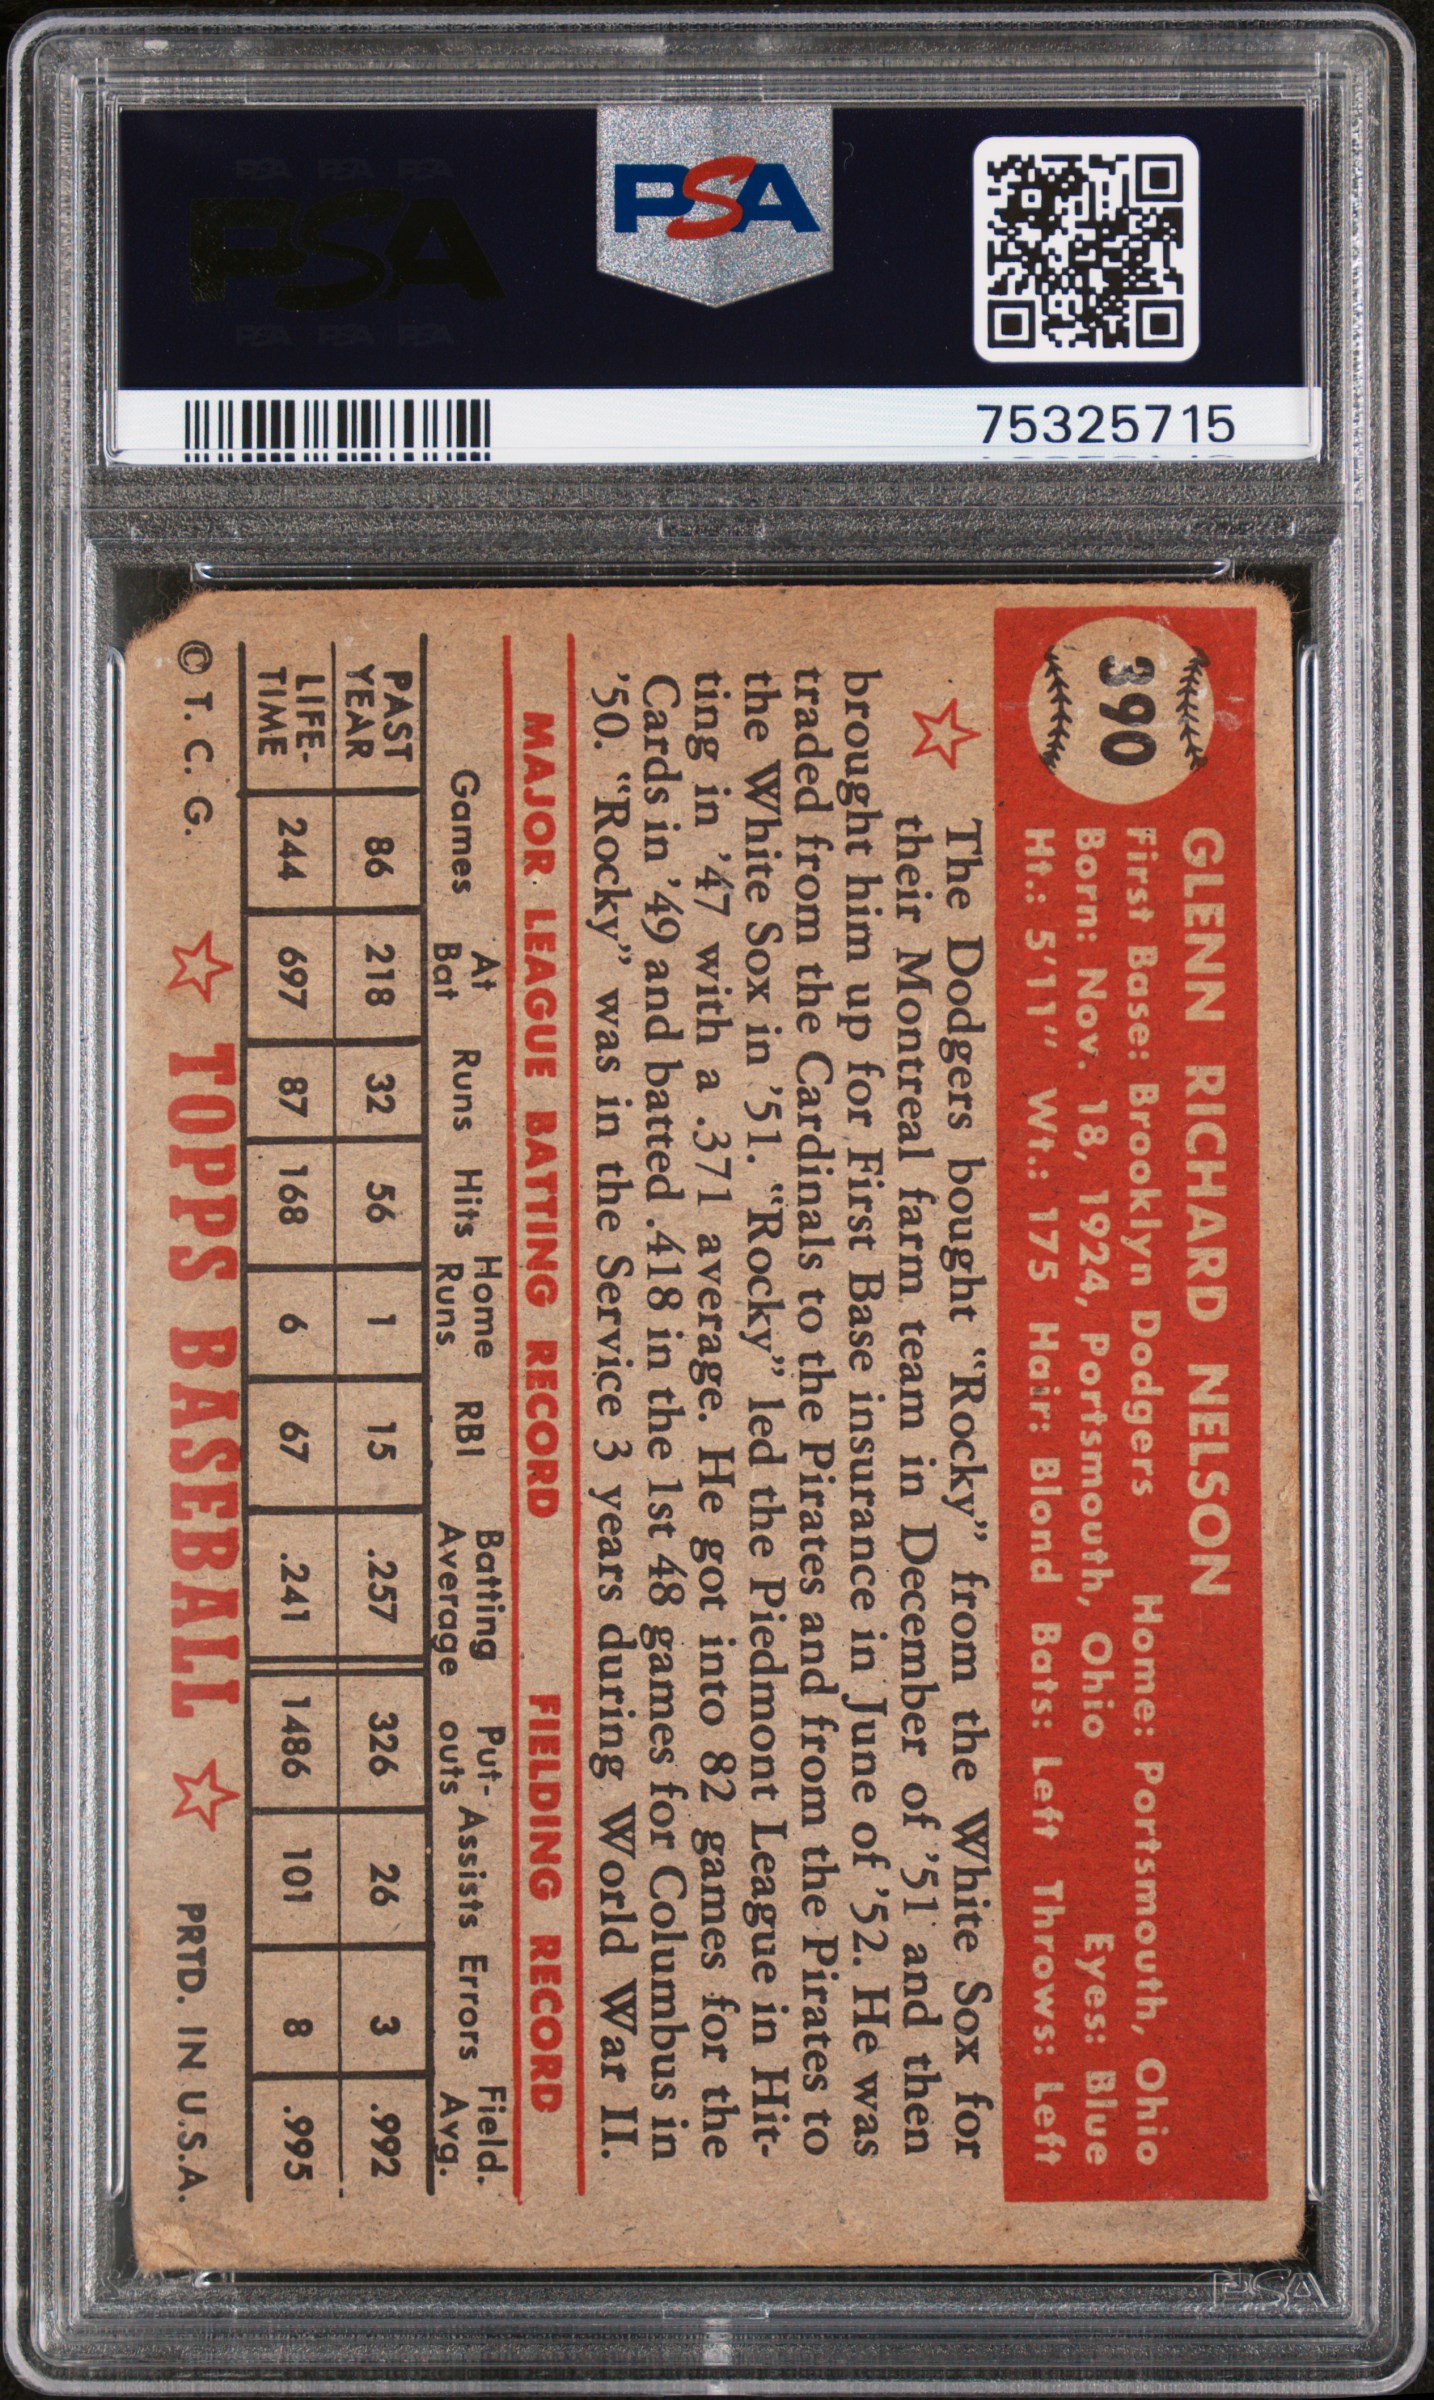 PSA PSA PSA
PSA
PSA PSA PSA
PSA
75325715
390
GLENN RICHARD NELSON
First Base: Brooklyn Dodgers Home: Portsmouth, Ohio
Born: Nov. 18, 1924, Portsmouth, Ohio Eyes: Blue
Ht.: 5'11" Wt.: 175 Hair: Blond Bats: Left Throws: Left
The Dodgers bought "Rocky" from the White Sox for
their Montreal farm team in December of '51 and then
brought him up for First Base insurance in June of '52. He was
traded from the Cardinals to the Pirates and from the Pirates to
the White Sox in '51. "Rocky" led the Piedmont League in Hit-
ting in '47 with a .371 average. He got into 82 games for the
Cards in '49 and batted .418 in the 1st 48 games for Columbus in
'50. "Rocky" was in the Service 3 years during World War II.
MAJOR LEAGUE BATTING RECORD FIELDING RECORD
Games At Bat Runs Hits Home Runs RBI Batting Average Put-outs Assists Errors Field. Avg.
PAST YEAR 86 218 32 56 1 15 .257 326 26 3 .992
LIFE-TIME 244 697 87 168 6 67 .241 1486 101 8 .995
© T. C. G. TOPPS BASEBALL PRTD. IN U.S.A.
PSA